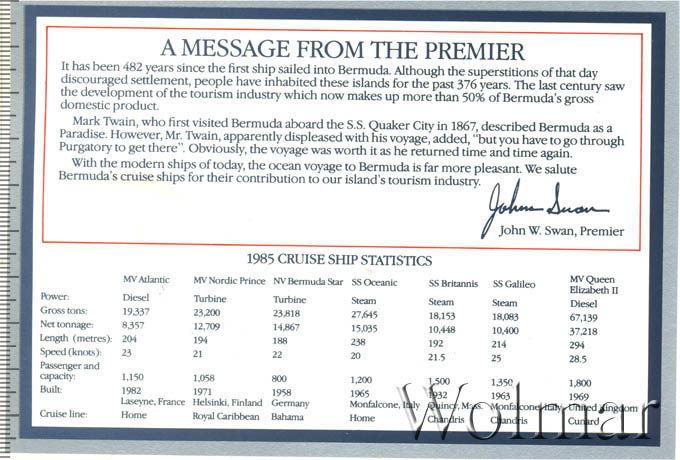 A MESSAGE FROM THE PREMIER
It has been 482 years since the first ship sailed into Bermuda. Although the superstitions of that day
discouraged settlement, people have inhabited these islands for the past 376 years. The last century saw
the development of the tourism industry which now makes up more than 50% of Bermuda's gross
domestic product.
Mark Twain, who first visited Bermuda aboard the S.S. Quaker City in 1867, described Bermuda as a
Paradise. However, Mr. Twain, apparently displeased with his voyage, added, "but you have to go through
Purgatory to get there". Obviously, the voyage was worth it as he returned time and time again.
With the modern ships of today, the ocean voyage to Bermuda is far more pleasant. We salute
Bermuda's cruise ships for their contribution to our island's tourism industry.
John Swan
John W. Swan, Premier
1985 CRUISE SHIP STATISTICS
MV Atlantic MV Nordic Prince NV Bermuda Star SS Oceanic SS Britannis SS Galileo MV Queen Elizabeth II
Power: Diesel Turbine Turbine Steam Steam Steam Diesel
Gross tons: 19,337 23,200 23,818 27,645 18,153 18,083 67,139
Net tonnage: 8,357 12,709 14,867 15,035 10,448 10,400 37,218
Length (metres): 204 194 188 238 192 214 294
Speed (knots): 23 21 22 20 21.5 25 28.5
Passenger and
capacity: 1,150 1,058 800 1,200 1,500 1,350 1,800
Built: 1982 1971 1958 1965 1932 1963 1969
Laseyne, France Helsinki, Finland Germany Monfalcone, Italy Quincy, Mass. Monfalcone, Italy United Kingdom
Cruise line: Home Royal Caribbean Bahama Home Chandris Chandris Cunard
Wolmar